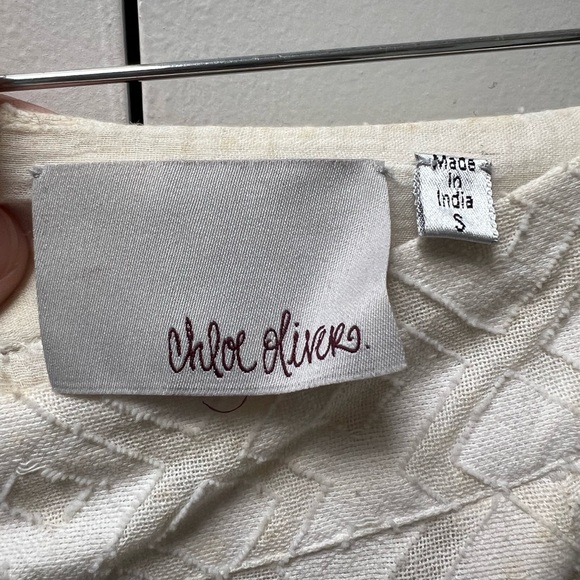 chloe oliver.
Made
in
India
S